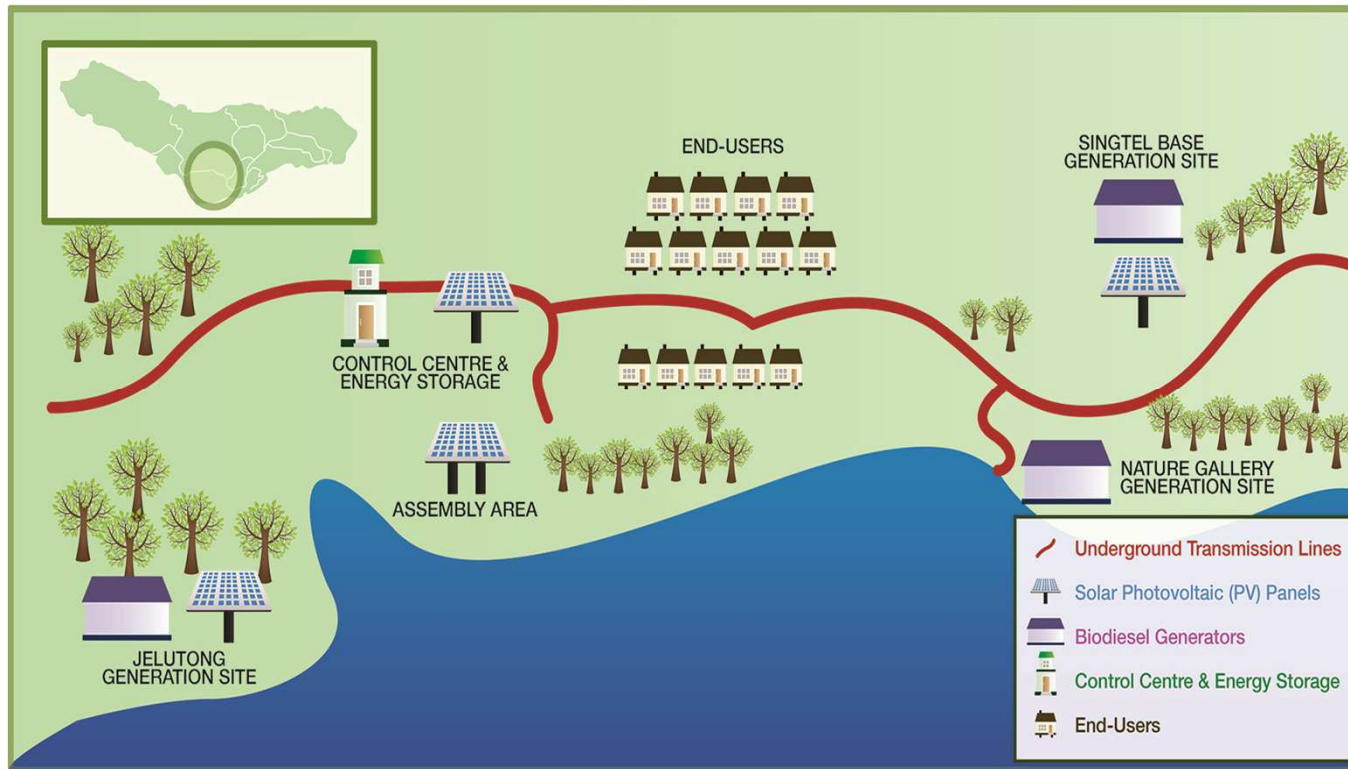 END-USERS
SINGTEL BASE
GENERATION SITE
CONTROL CENTRE &
ENERGY STORAGE
ASSEMBLY AREA
NATURE GALLERY
GENERATION SITE
JELUTONG
GENERATION SITE
Underground Transmission Lines
Solar Photovoltaic (PV) Panels
Biodiesel Generators
Control Centre & Energy Storage
End-Users